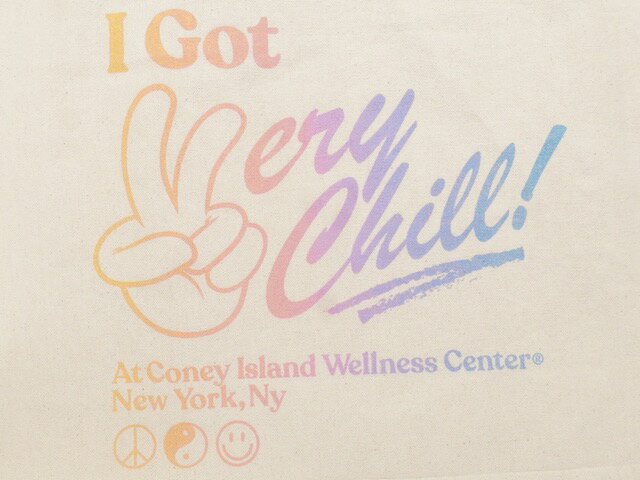 I Got
Very
Chill!
At Coney Island Wellness Center®
New York, Ny